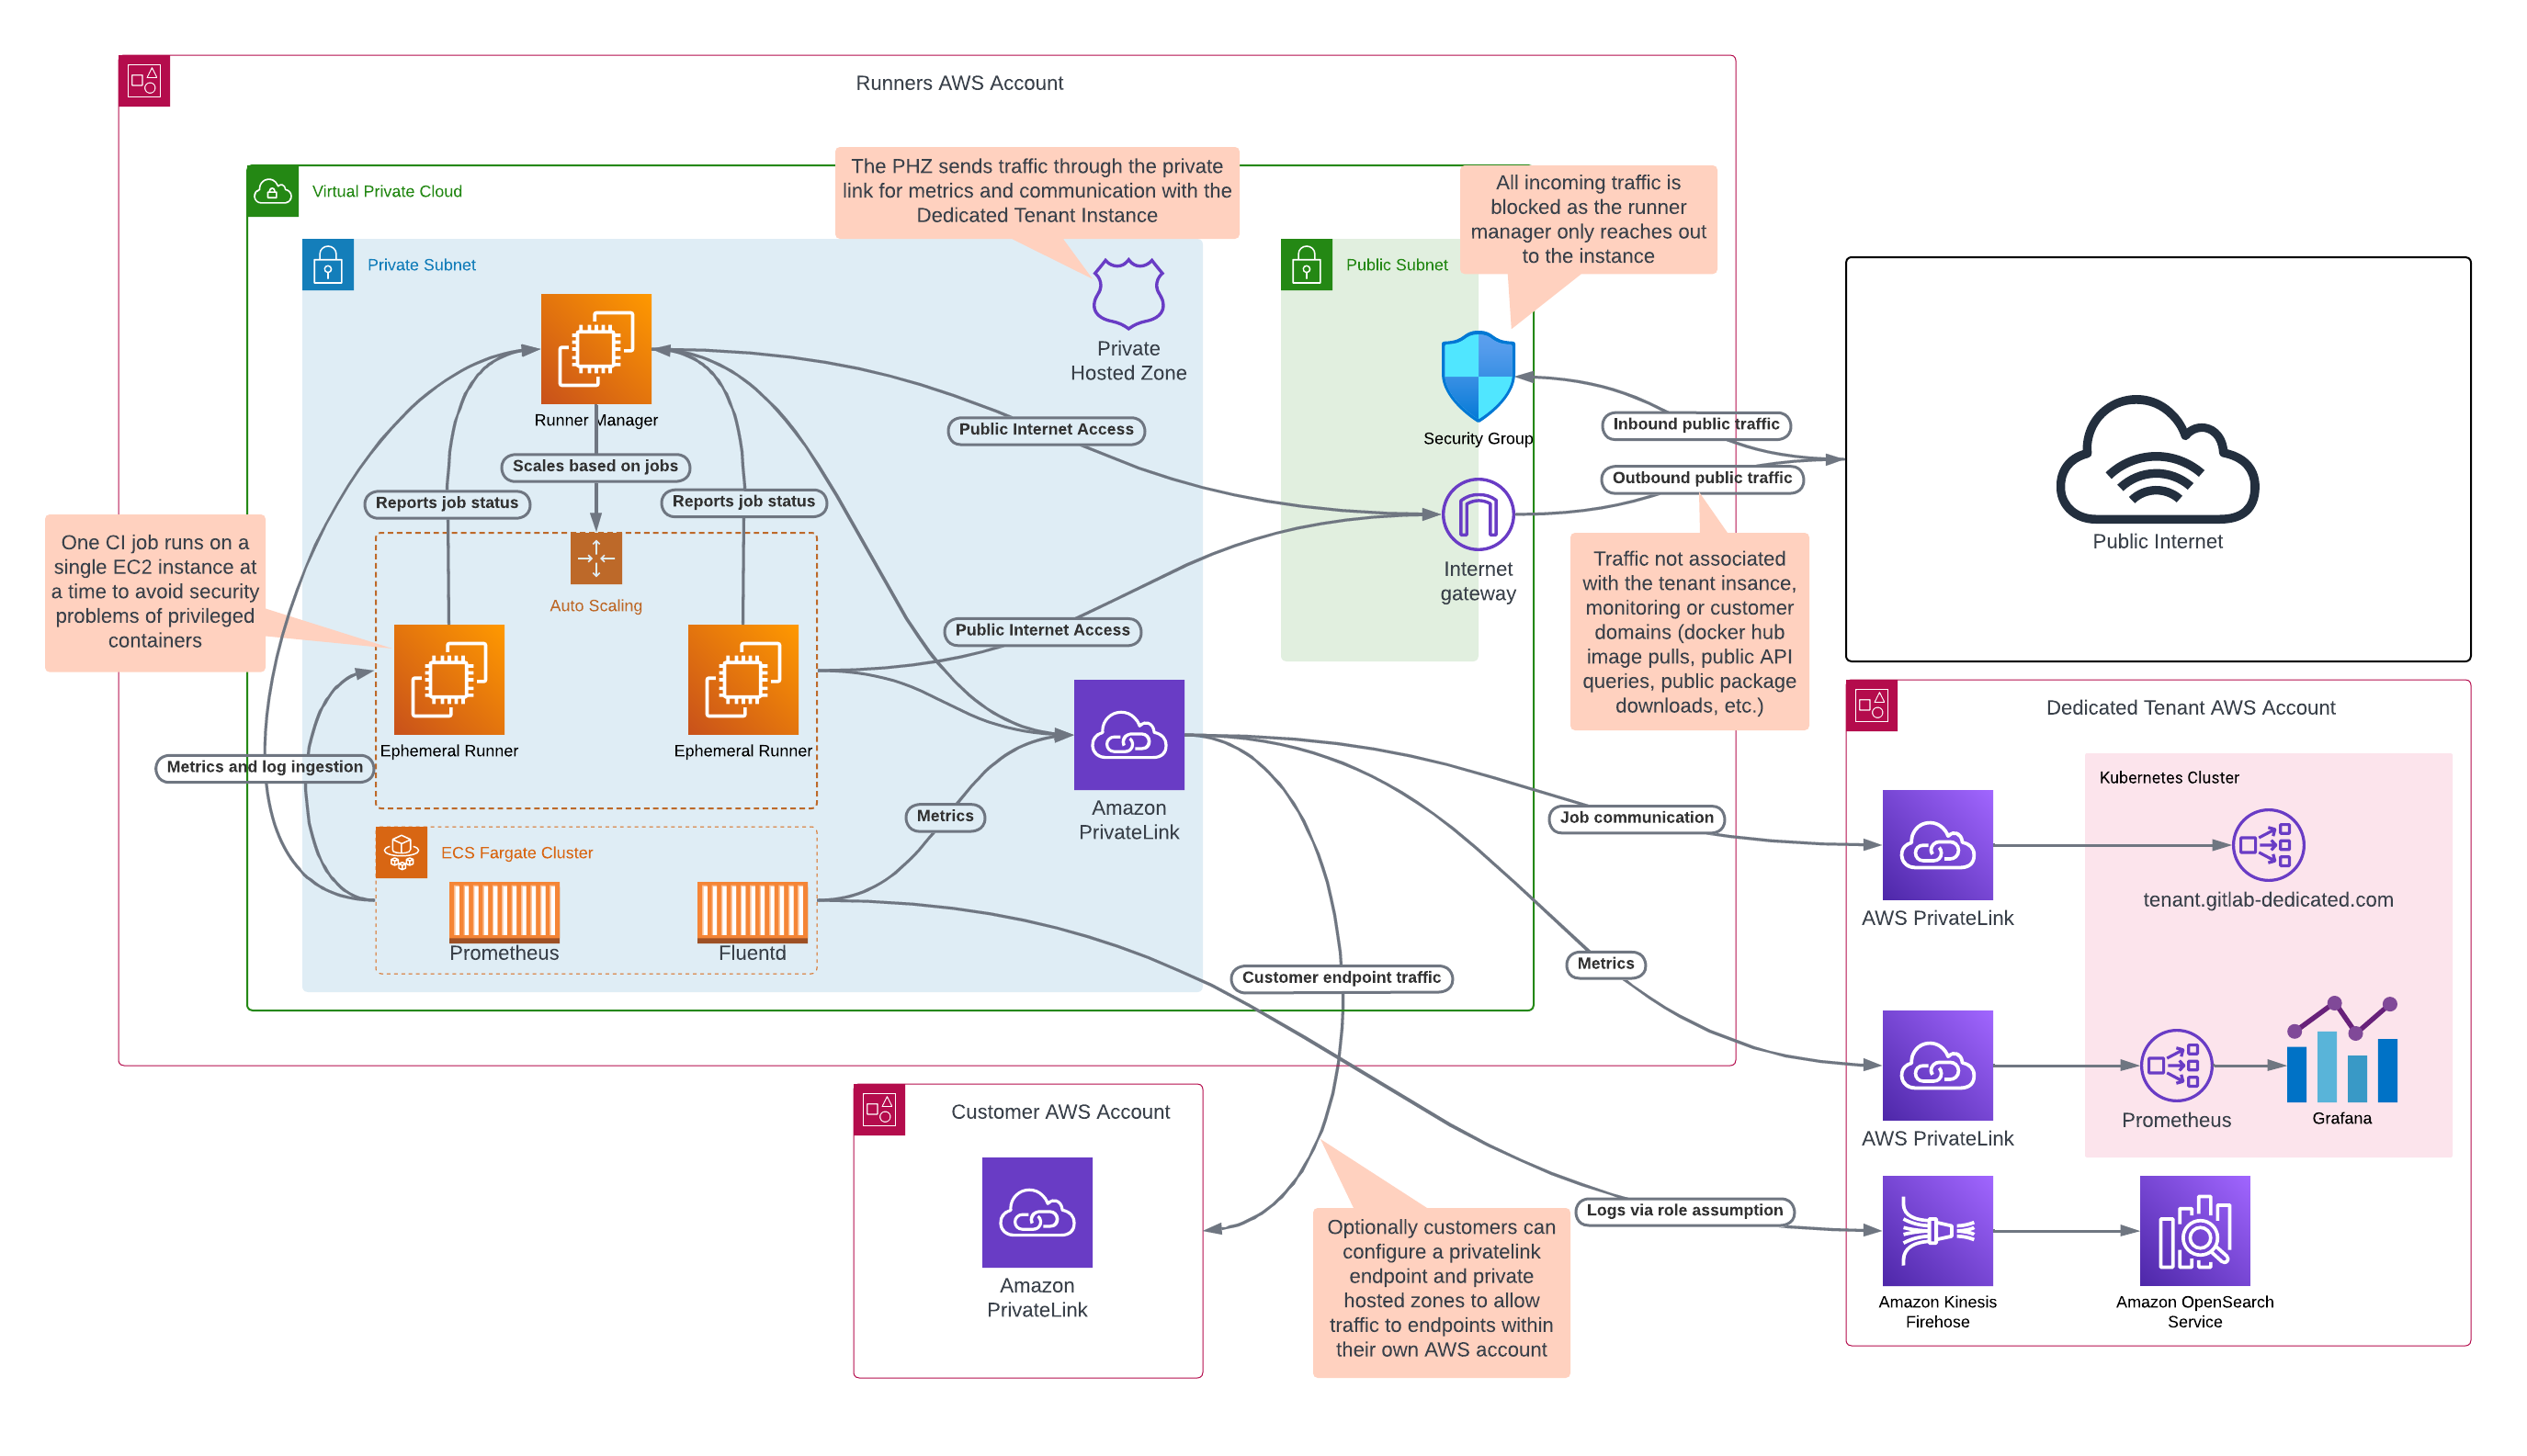 Runners AWS Account
The PHZ sends traffic through the private
link for metrics and communication with the
Dedicated Tenant Instance
All incoming traffic is
blocked as the runner
manager only reaches out
to the instance
Virtual Private Cloud
Private Subnet
Public Subnet
Private
Hosted Zone
Runner Manager
Public Internet Access
Security Group
Inbound public traffic
Scales based on jobs
Outbound public traffic
Reports job status
Reports job status
One CI job runs on a
single EC2 instance at
a time to avoid security
problems of privileged
containers
Auto Scaling
Internet
gateway
Public Internet
Traffic not associated
with the tenant insance,
monitoring or customer
domains (docker hub
image pulls, public API
queries, public package
downloads, etc.)
Public Internet Access
Ephemeral Runner
Ephemeral Runner
Metrics and log ingestion
Metrics
Amazon
PrivateLink
ECS Fargate Cluster
Prometheus
Fluentd
Job communication
Metrics
Customer endpoint traffic
Dedicated Tenant AWS Account
Kubernetes Cluster
AWS PrivateLink
tenant.gitlab-dedicated.com
AWS PrivateLink
Prometheus
Grafana
Customer AWS Account
Amazon
PrivateLink
Optionally customers can
configure a privatelink
endpoint and private
hosted zones to allow
traffic to endpoints within
their own AWS account
Logs via role assumption
Amazon Kinesis
Firehose
Amazon OpenSearch
Service